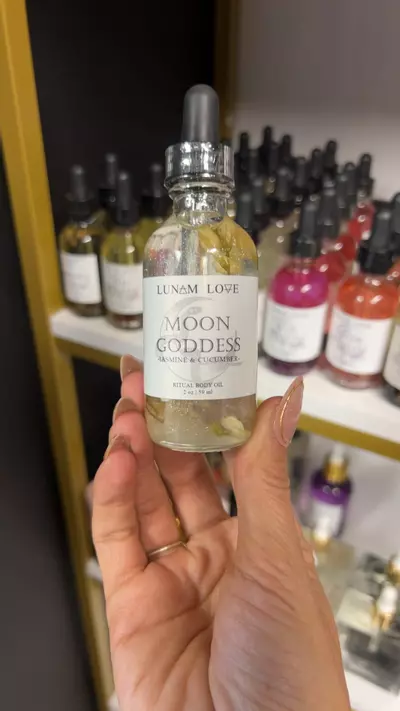 LUNAM LOVE
MOON
GODDESS
-JASMINE & CUCUMBER-
RITUAL BODY OIL
2 oz | 59 ml